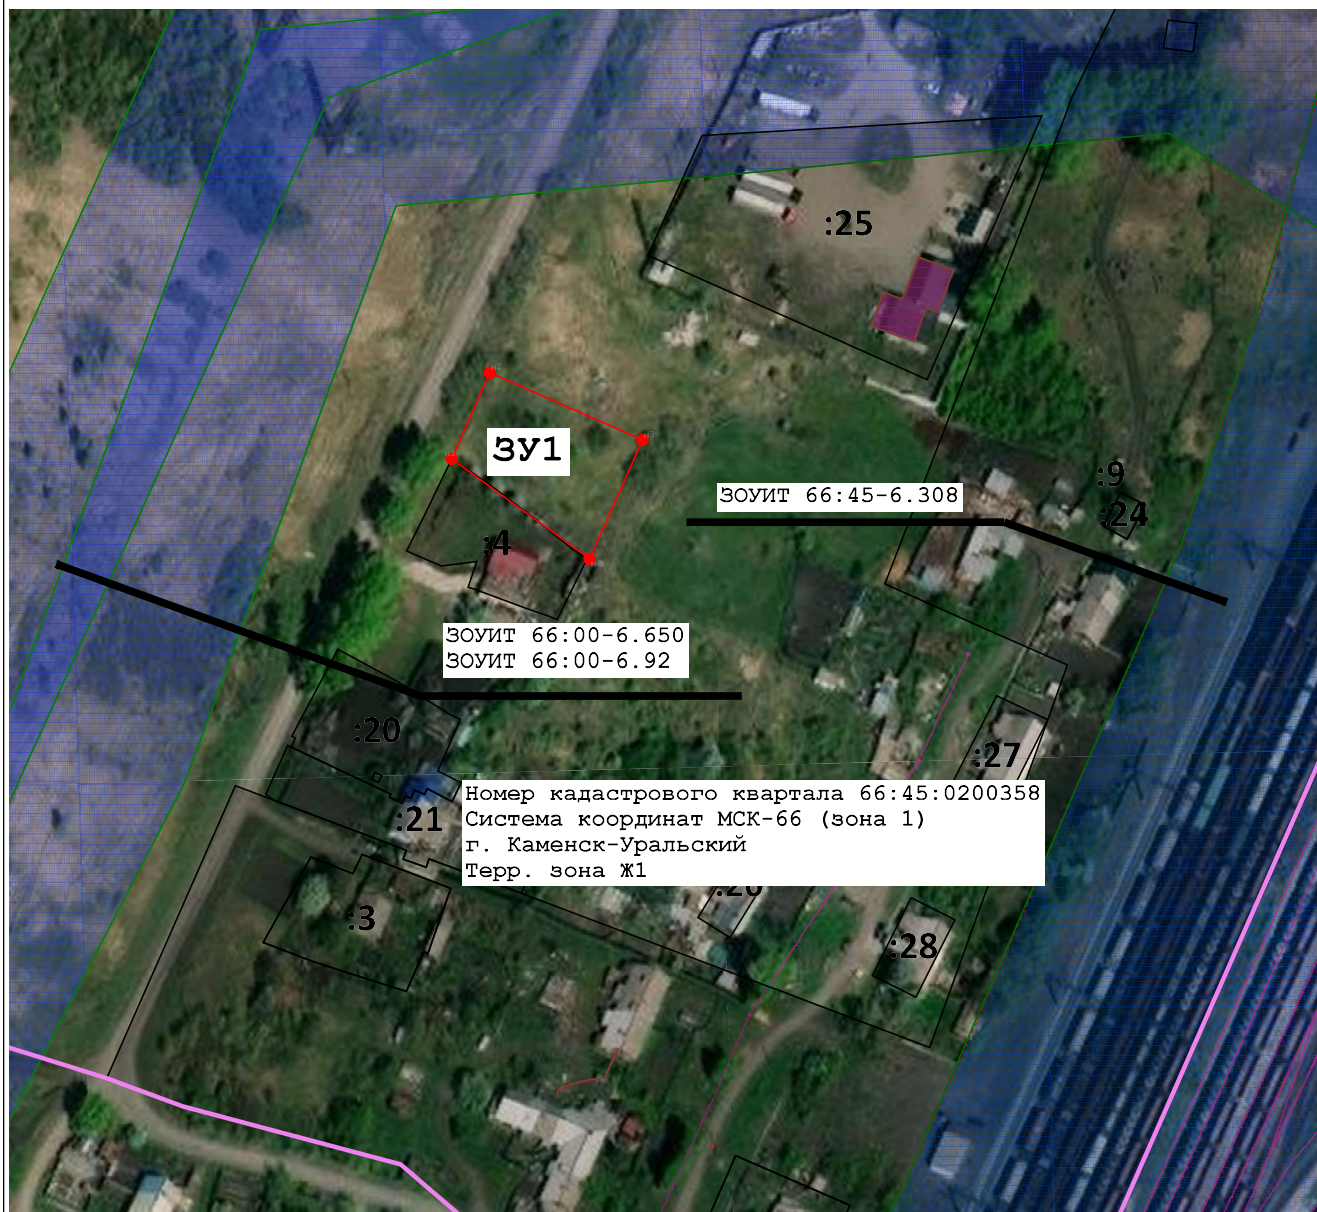 :25
ЗУ1
:9
ЗОУИТ 66:45-6.308
:24
:4
ЗОУИТ 66:00-6.650
ЗОУИТ 66:00-6.92
:20
:27
Номер кадастрового квартала 66:45:0200358
:21
Система координат МСК-66 (зона 1)
г. Каменск-Уральский
Терр. зона Ж1
:3
:28